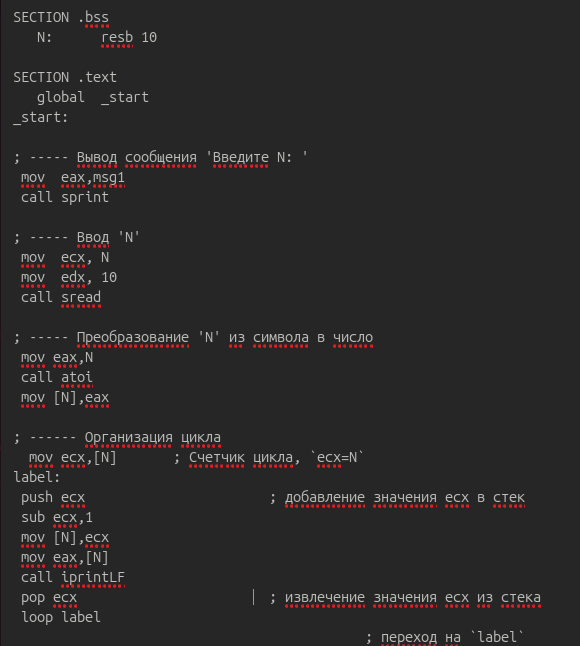 SECTION .bss
N: resb 10
SECTION .text
global _start
_start:
; ----- Вывод сообщения 'Введите N: '
mov eax,msg1
call sprint
; ----- Ввод 'N'
mov ecx, N
mov edx, 10
call sread
; ----- Преобразование 'N' из символа в число
mov eax,N
call atoi
mov [N],eax
; ------ Организация цикла
mov ecx,[N] ; Счетчик цикла, `ecx=N`
label:
push ecx ; добавление значения ecx в стек
sub ecx,1
mov [N],ecx
mov eax,[N]
call iprintLF
pop ecx ; извлечение значения ecx из стека
loop label
; переход на `label`